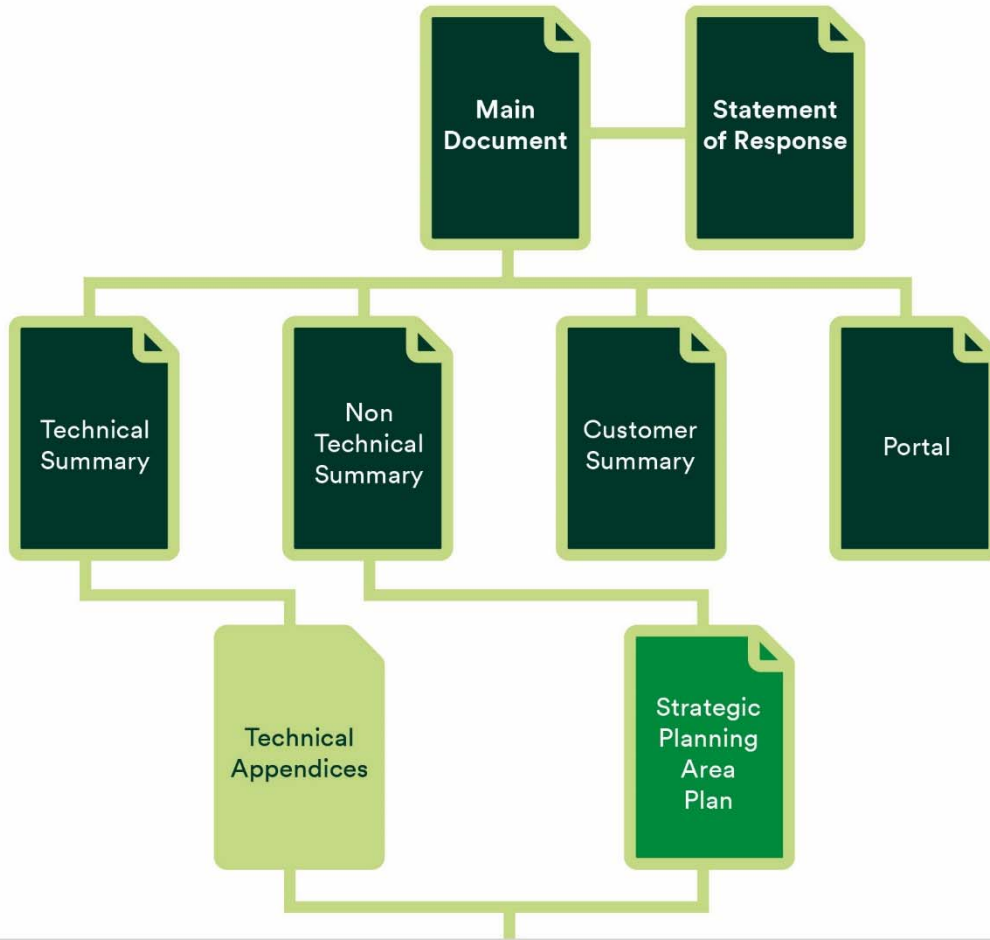 Main
Document
Statement
of Response
Technical
Summary
Non
Technical
Summary
Customer
Summary
Portal
Technical
Appendices
Strategic
Planning
Area
Plan